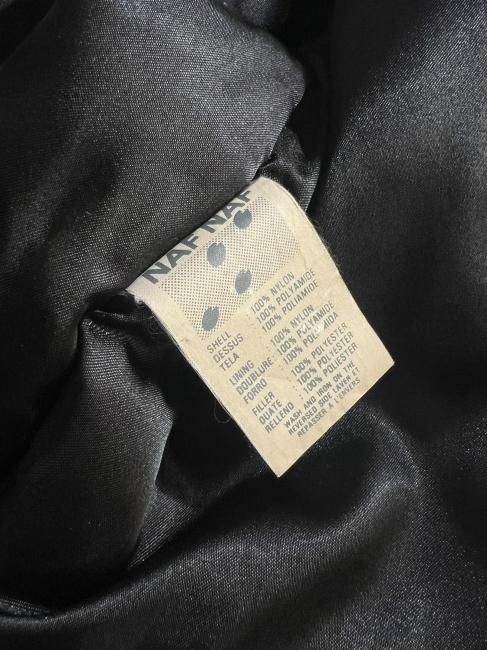 NAF NAF
SHELL 100% NYLON
DESSUS 100% POLYAMIDE
TELA 100% POLIAMIDE
LINING 100% NYLON
DOUBLURE : 100% POLYAMIDE
FORRO 100% POLIAMIDA
FILLER 100% POLYESTER
OUATE : 100% POLYESTER
RELLENO : 100% POLIESTER
WASH AND IRON ON THE
REVERSED SIDE LAVER ET
REPASSER A L'ENVERS